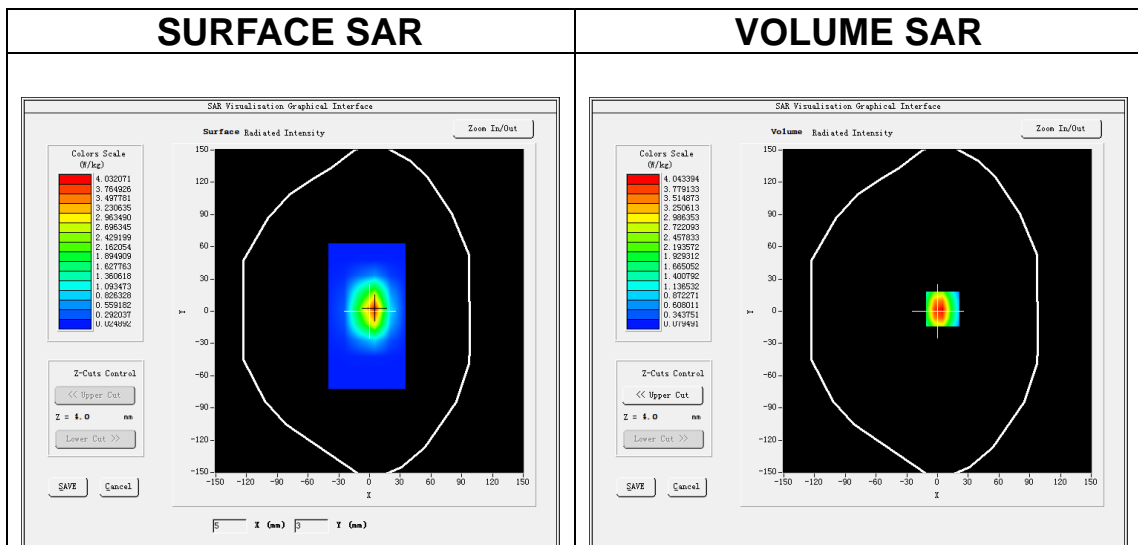 SURFACE SAR
VOLUME SAR
SAR Visualisation Graphical Interface
Surface Radiated Intensity
Zoom In/Out
Colors Scale
(W/kg)
4.032071
3.764926
3.497781
3.230635
2.963490
2.696345
2.429199
2.162054
1.894909
1.627763
1.360618
1.093473
0.826328
0.559182
0.292037
0.024892
Z-Cuts Control
<< Upper Cut
Z = 4.0 mm
Lower Cut >>
SAVE Cancel
150
120
90
60
30
0
-30
-60
-90
-120
-150
Y
-150 -120 -90 -60 -30 0 30 60 90 120 150
X
5 X (mm) 3 Y (mm)
SAR Visualisation Graphical Interface
Volume Radiated Intensity
Zoom In/Out
Colors Scale
(W/kg)
4.043394
3.779133
3.514873
3.250613
2.986353
2.722093
2.457833
2.193572
1.929312
1.665052
1.400792
1.136532
0.872271
0.608011
0.343751
0.079491
Z-Cuts Control
<< Upper Cut
Z = 4.0 mm
Lower Cut >>
SAVE Cancel
150
120
90
60
30
0
-30
-60
-90
-120
-150
Y
-150 -120 -90 -60 -30 0 30 60 90 120 150
X